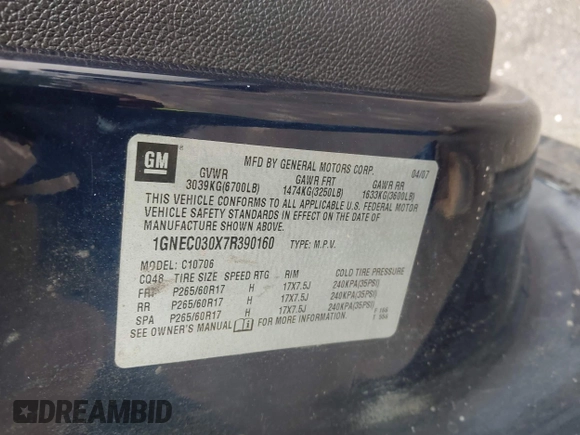 GM
MFD BY GENERAL MOTORS CORP. 04/07
GVWR GAWR FRT GAWR RR
3039KG(6700LB) 1474KG(3250LB) 1633KG(3600LB)
THIS VEHICLE CONFORMS TO ALL APPLICABLE U.S. FEDERAL MOTOR
VEHICLE SAFETY STANDARDS IN EFFECT ON THE DATE OF
MANUFACTURE SHOWN ABOVE.
1GNEC030X7R390160 TYPE: M.P.V.
MODEL: C10706
CQ48 TIRE SIZE SPEED RTG RIM COLD TIRE PRESSURE
FRT P265/60R17 H 17X7.5J 240KPA(35PSI)
RR P265/60R17 H 17X7.5J 240KPA(35PSI)
SPA P265/60R17 H 17X7.5J 240KPA(35PSI)
SEE OWNER'S MANUAL FOR MORE INFORMATION.
DREAMBID